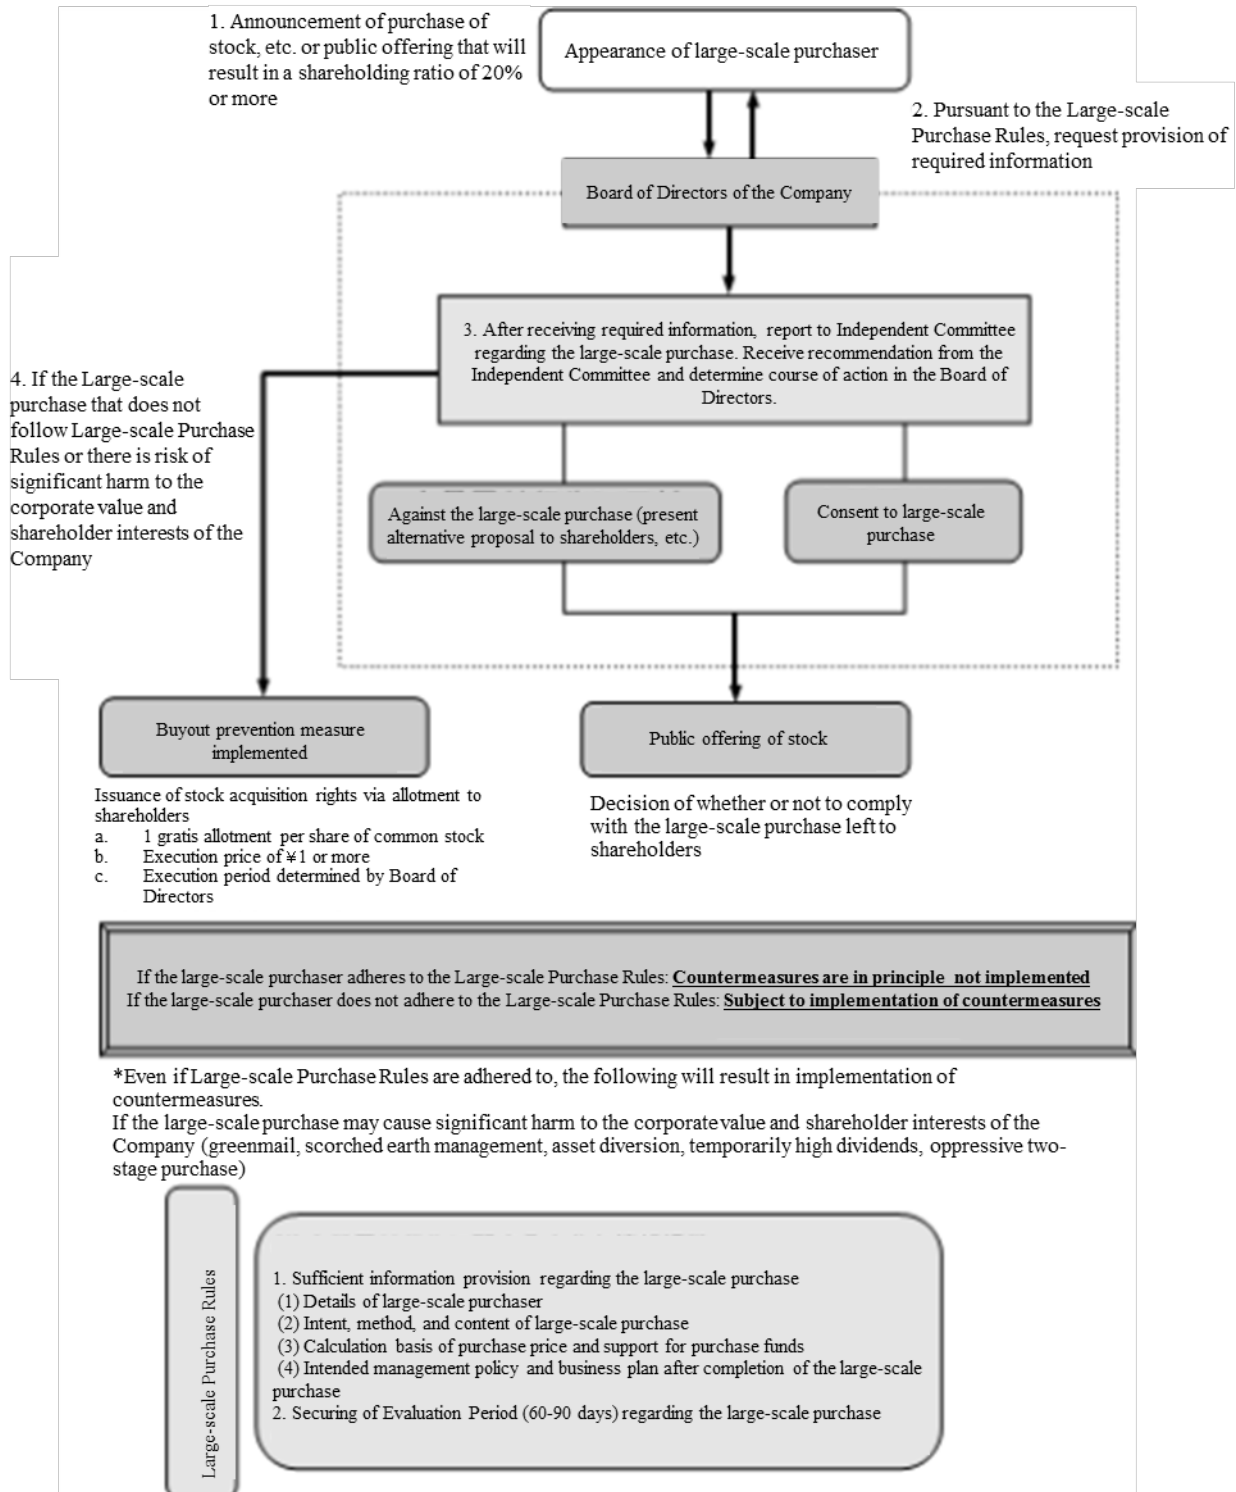 1. Announcement of purchase of
stock, etc. or public offering that will
result in a shareholding ratio of 20%
or more
Appearance of large-scale purchaser
2. Pursuant to the Large-scale
Purchase Rules, request provision of
required information
Board of Directors of the Company
3. After receiving required information, report to Independent Committee
regarding the large-scale purchase. Receive recommendation from the
Independent Committee and determine course of action in the Board of
Directors.
4. If the Large-scale
purchase that does not
follow Large-scale Purchase
Rules or there is risk of
significant harm to the
corporate value and
shareholder interests of the
Company
Against the large-scale purchase (present
alternative proposal to shareholders, etc.)
Consent to large-scale
purchase
Buyout prevention measure
implemented
Public offering of stock
Issuance of stock acquisition rights via allotment to
shareholders
a. 1 gratis allotment per share of common stock
b. Execution price of ¥1 or more
c. Execution period determined by Board of
Directors
Decision of whether or not to comply
with the large-scale purchase left to
shareholders
If the large-scale purchaser adheres to the Large-scale Purchase Rules: Countermeasures are in principle not implemented
If the large-scale purchaser does not adhere to the Large-scale Purchase Rules: Subject to implementation of countermeasures
*Even if Large-scale Purchase Rules are adhered to, the following will result in implementation of
countermeasures.
If the large-scale purchase may cause significant harm to the corporate value and shareholder interests of the
Company (greenmail, scorched earth management, asset diversion, temporarily high dividends, oppressive two-
stage purchase)
Large-scale Purchase Rules
1. Sufficient information provision regarding the large-scale purchase
(1) Details of large-scale purchaser
(2) Intent, method, and content of large-scale purchase
(3) Calculation basis of purchase price and support for purchase funds
(4) Intended management policy and business plan after completion of the large-scale
purchase
2. Securing of Evaluation Period (60-90 days) regarding the large-scale purchase